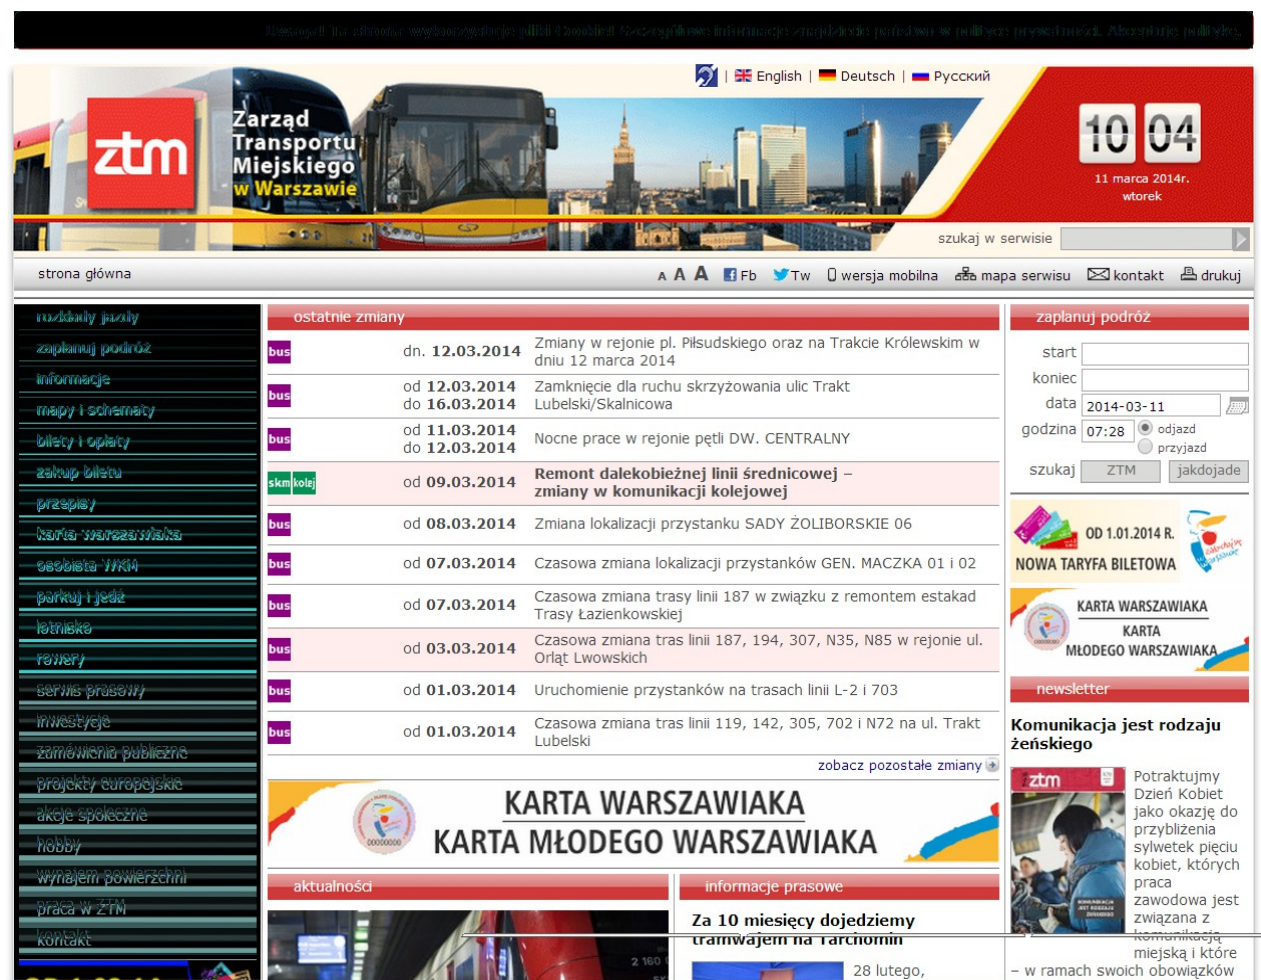 Uwaga! Ta strona wykorzystuje pliki Cookie! Szczegółowe informacje znajdziecie państwo w polityce prywatności. Akceptuję politykę.
English | Deutsch | Русский
ztm
Zarząd
Transportu
Miejskiego
w Warszawie
10 04
11 marca 2014r.
wtorek
szukaj w serwisie
strona główna
A A A Fb Tw wersja mobilna mapa serwisu kontakt drukuj
rozkłady jazdy
zaplanuj podróż
informacje
mapy i schematy
bilety i opłaty
zakup biletu
przepisy
karta warszawiaka
osobista WKM
parkuj i jedź
lotnisko
rowery
serwis prasowy
inwestycje
zamówienia publiczne
projekty europejskie
akcje społeczne
hobby
wynajem powierzchni
praca w ZTM
kontakt
ostatnie zmiany
bus dn. 12.03.2014 Zmiany w rejonie pl. Piłsudskiego oraz na Trakcie Królewskim w
dniu 12 marca 2014
bus od 12.03.2014 Zamknięcie dla ruchu skrzyżowania ulic Trakt
do 16.03.2014 Lubelski/Skalnicowa
bus od 11.03.2014
do 12.03.2014 Nocne prace w rejonie pętli DW. CENTRALNY
skm kolej od 09.03.2014 Remont dalekobieżnej linii średnicowej –
zmiany w komunikacji kolejowej
bus od 08.03.2014 Zmiana lokalizacji przystanku SADY ŻOLIBORSKIE 06
bus od 07.03.2014 Czasowa zmiana lokalizacji przystanków GEN. MACZKA 01 i 02
bus od 07.03.2014 Czasowa zmiana trasy linii 187 w związku z remontem estakad
Trasy Łazienkowskiej
bus od 03.03.2014 Czasowa zmiana tras linii 187, 194, 307, N35, N85 w rejonie ul.
Orląt Lwowskich
bus od 01.03.2014 Uruchomienie przystanków na trasach linii L-2 i 703
bus od 01.03.2014 Czasowa zmiana tras linii 119, 142, 305, 702 i N72 na ul. Trakt
Lubelski
zobacz pozostałe zmiany
KARTA WARSZAWIAKA
KARTA MŁODEGO WARSZAWIAKA
aktualności
informacje prasowe
Za 10 miesięcy dojedziemy
tramwajem na Tarchomin
28 lutego,
zaplanuj podróż
start
koniec
data 2014-03-11
godzina 07:28 odjazd
przyjazd
szukaj ZTM jakdojade
OD 1.01.2014 R.
NOWA TARYFA BILETOWA
KARTA WARSZAWIAKA
KARTA
MŁODEGO WARSZAWIAKA
newsletter
Komunikacja jest rodzaju
żeńskiego
iztm
Potraktujmy
Dzień Kobiet
jako okazję do
przybliżenia
sylwetek pięciu
kobiet, których
praca
zawodowa jest
związana z
komunikacją
miejską i które
– w ramach swoich obowiązków